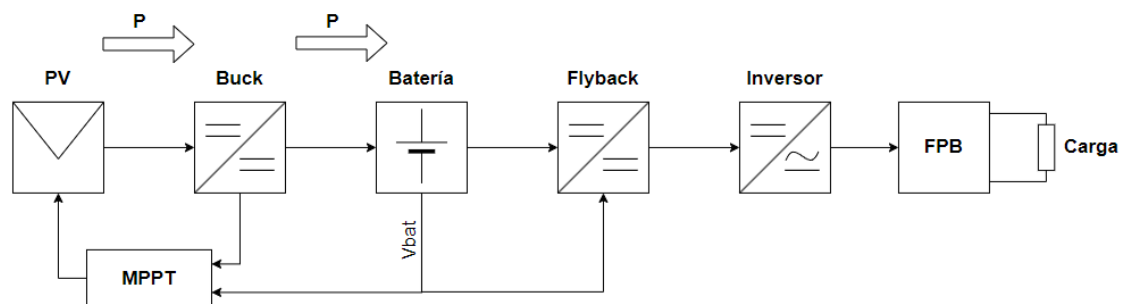 P
P
PV
Buck
Batería
Flyback
Inversor
FPB
Carga
Vbat
MPPT